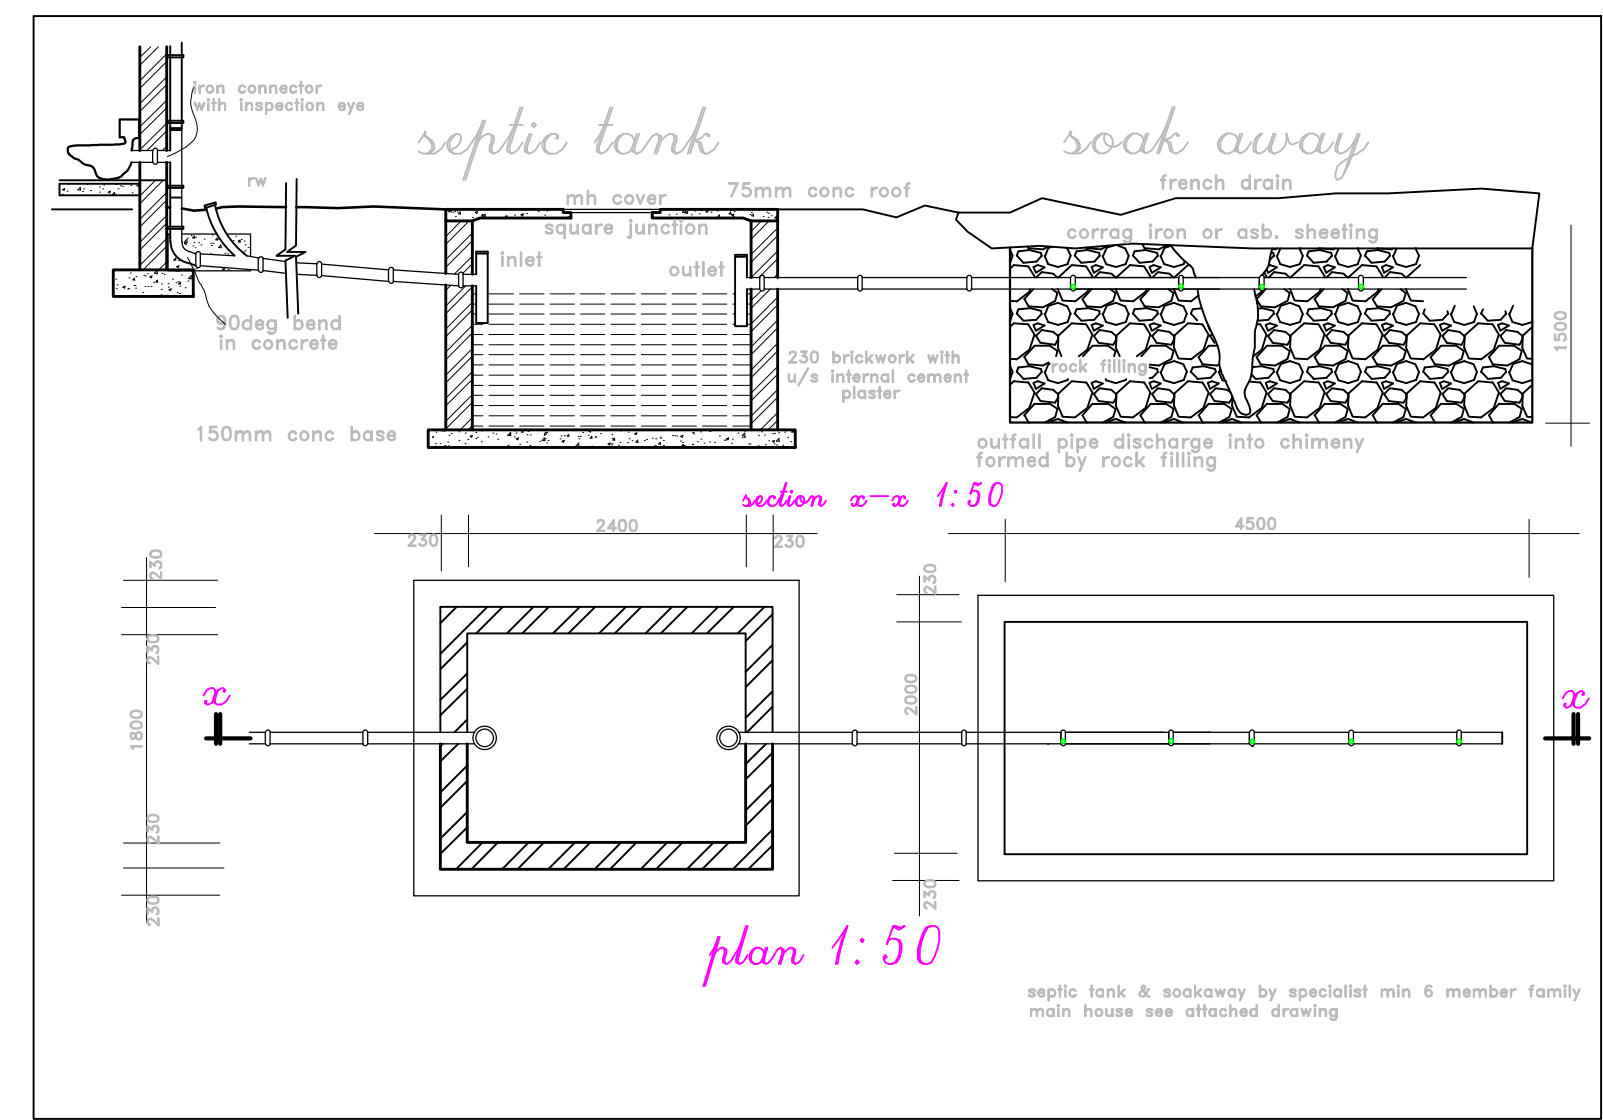 iron connector
with inspection eye
septic tank
soak away
rw
mh cover
75mm conc roof
french drain
square junction
corrag iron or asb. sheeting
inlet
outlet
90deg bend
in concrete
1500
230 brickwork with
u/s internal cement
plaster
rock filling
150mm conc base
outfall pipe discharge into chimeny
formed by rock filling
section x-x 1:50
230
2400
230
4500
230
230
1800
230
230
230
2000
230
x
x
plan 1:50
septic tank & soakaway by specialist min 6 member family
main house see attached drawing